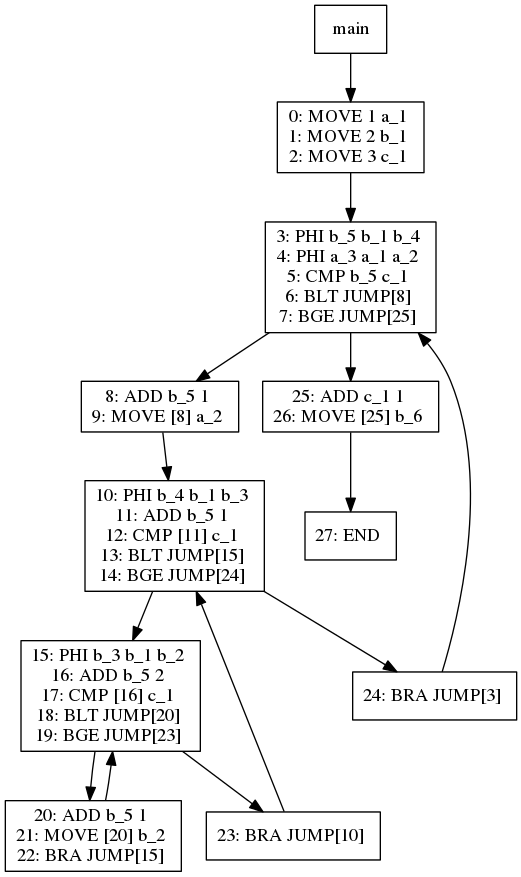 main
0: MOVE 1 a_1
1: MOVE 2 b_1
2: MOVE 3 c_1
3: PHI b_5 b_1 b_4
4: PHI a_3 a_1 a_2
5: CMP b_5 c_1
6: BLT JUMP[8]
7: BGE JUMP[25]
8: ADD b_5 1
9: MOVE [8] a_2
25: ADD c_1 1
26: MOVE [25] b_6
10: PHI b_4 b_1 b_3
11: ADD b_5 1
12: CMP [11] c_1
13: BLT JUMP[15]
14: BGE JUMP[24]
27: END
15: PHI b_3 b_1 b_2
16: ADD b_5 2
17: CMP [16] c_1
18: BLT JUMP[20]
19: BGE JUMP[23]
24: BRA JUMP[3]
20: ADD b_5 1
21: MOVE [20] b_2
22: BRA JUMP[15]
23: BRA JUMP[10]